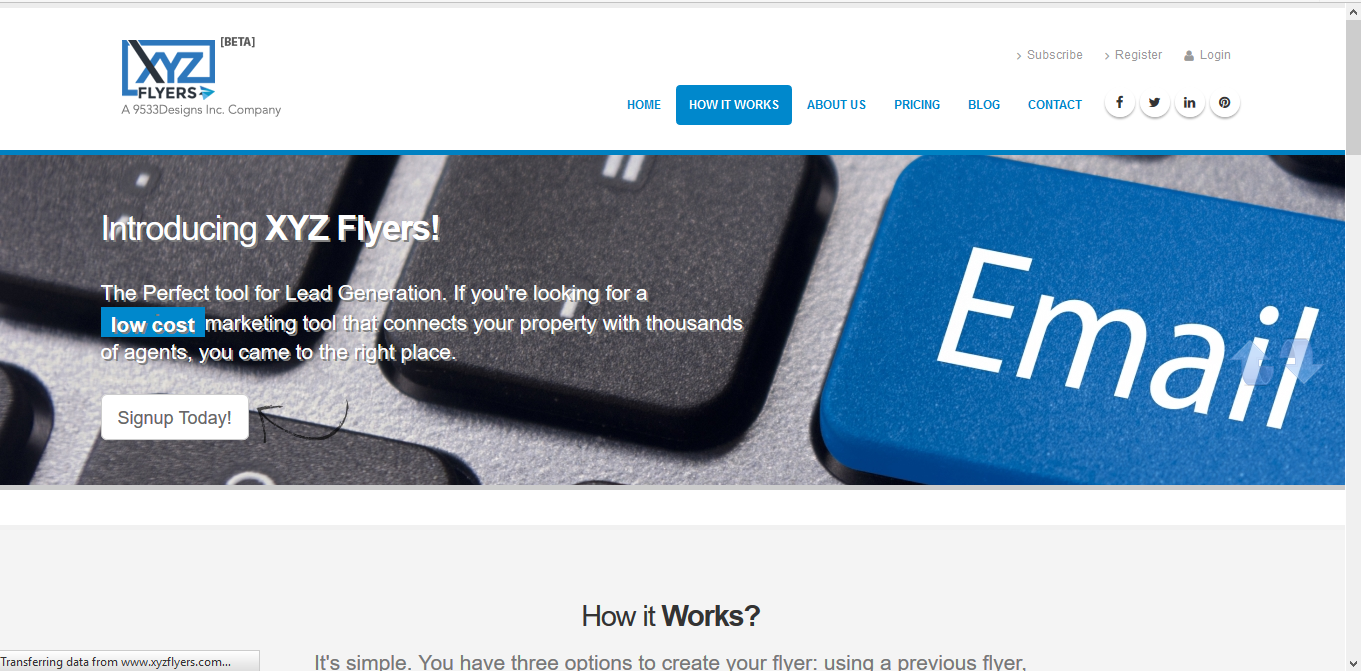 [BETA]
XYZ
FLYERS
A 9533Designs Inc. Company
Subscribe
Register
Login
HOME
HOW IT WORKS
ABOUT US
PRICING
BLOG
CONTACT
Introducing XYZ Flyers!
The Perfect tool for Lead Generation. If you're looking for a
low cost marketing tool that connects your property with thousands
of agents, you came to the right place.
Signup Today!
Email
How it Works?
It's simple. You have three options to create your flyer: using a previous flyer,
Transferring data from www.xyzflyers.com...